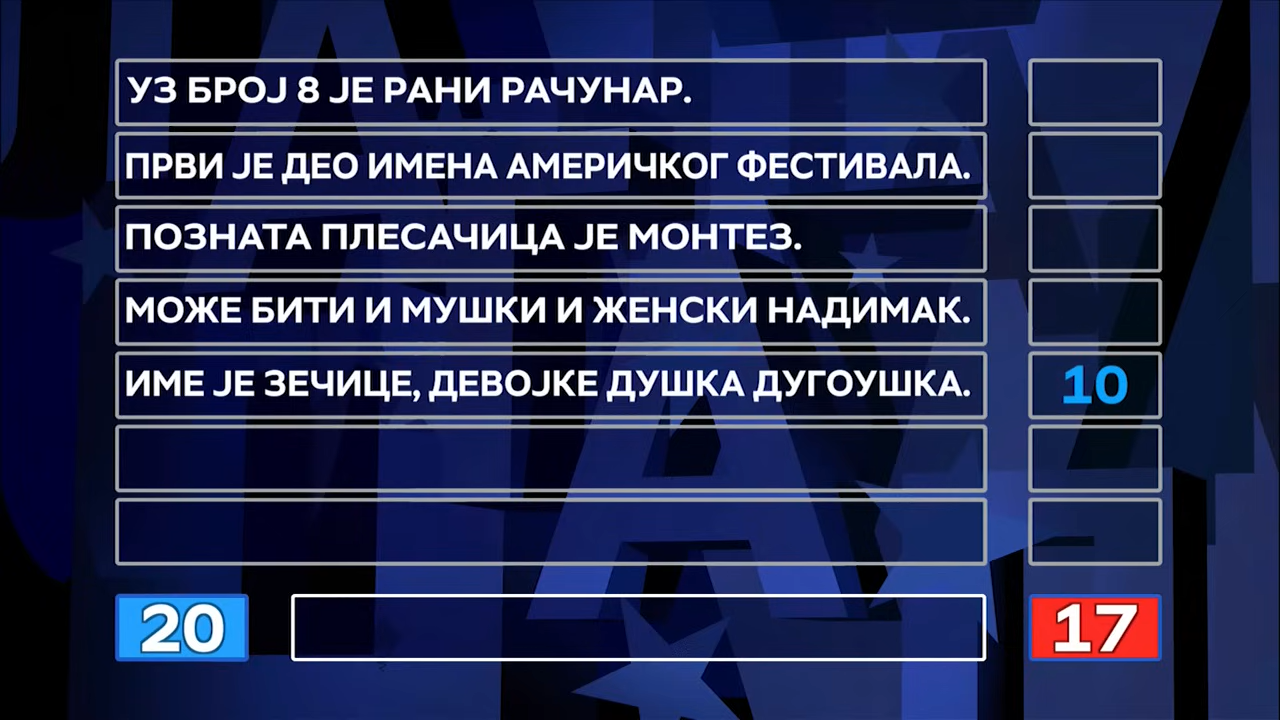 УЗ БРОЈ 8 ЈЕ РАНИ РАЧУНАР.
ПРВИ ЈЕ ДЕО ИМЕНА АМЕРИЧКОГ ФЕСТИВАЛА.
ПОЗНАТА ПЛЕСАЧИЦА ЈЕ МОНТЕЗ.
МОЖЕ БИТИ И МУШКИ И ЖЕНСКИ НАДИМАК.
ИМЕ ЈЕ ЗЕЧИЦЕ, ДЕВОЈКЕ ДУШКА ДУГОУШКА. 10
20 17